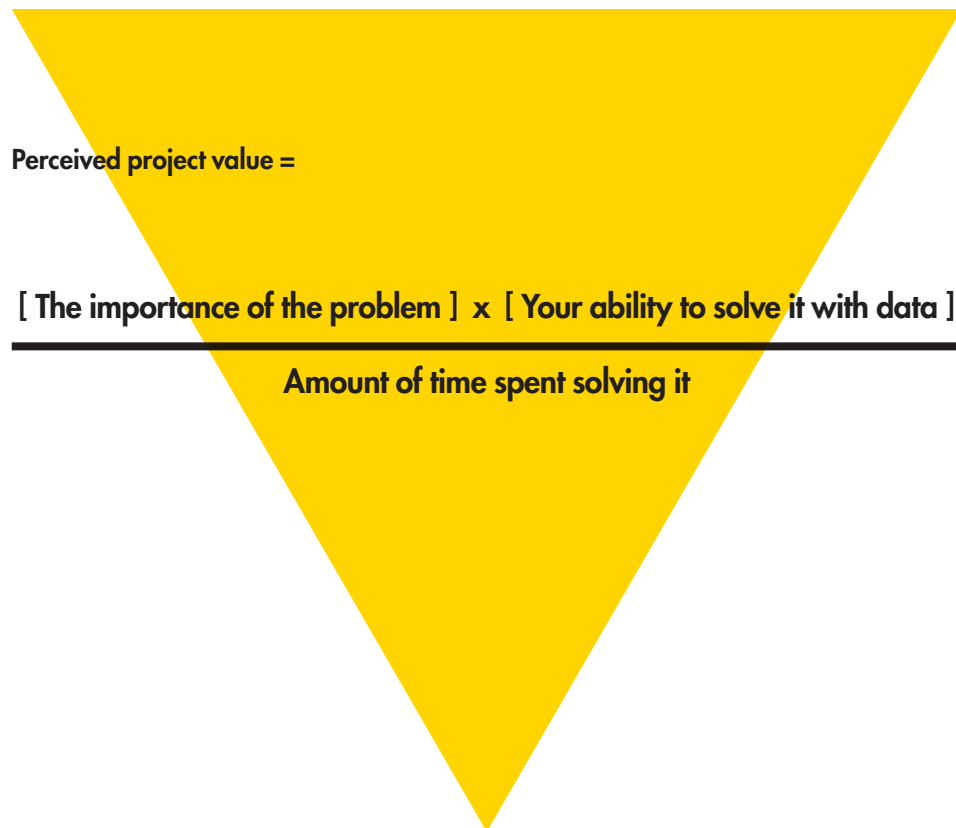 Perceived project value =
[ The importance of the problem ] x [ Your ability to solve it with data ]
Amount of time spent solving it